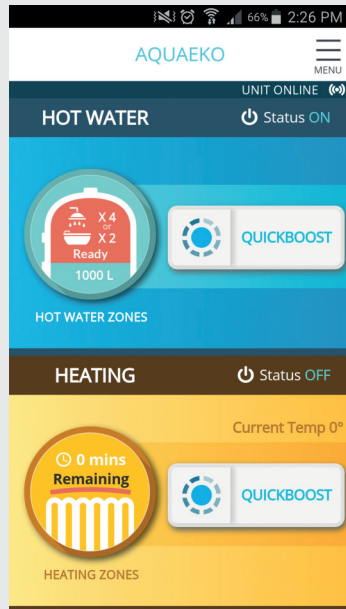 66% 2:26 PM
AQUAEKO
MENU
UNIT ONLINE
HOT WATER
Status ON
X 4
or
X 2
Ready
1000 L
QUICKBOOST
HOT WATER ZONES
HEATING
Status OFF
Current Temp 0°
0 mins
Remaining
QUICKBOOST
HEATING ZONES